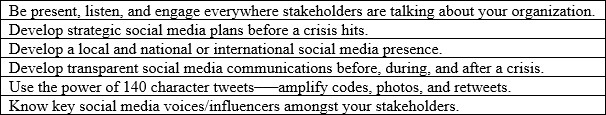 Be present, listen, and engage everywhere stakeholders are talking about your organization.
Develop strategic social media plans before a crisis hits.
Develop a local and national or international social media presence.
Develop transparent social media communications before, during, and after a crisis.
Use the power of 140 character tweets──amplify codes, photos, and retweets.
Know key social media voices/influencers amongst your stakeholders.